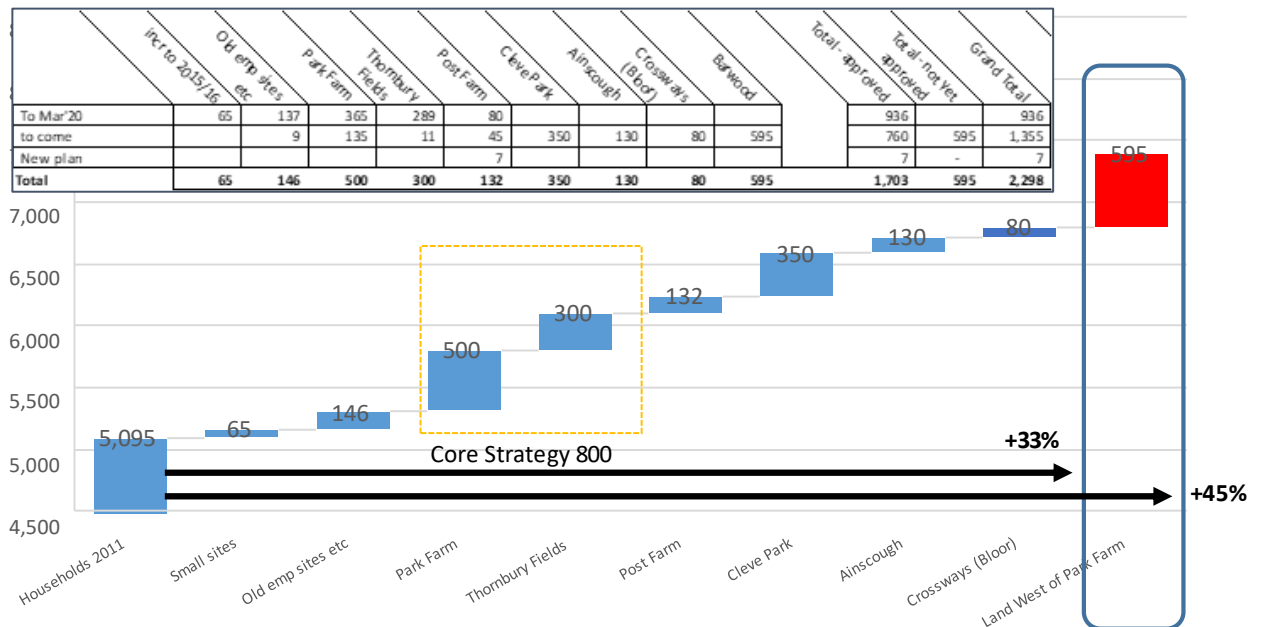 incr to 2015/16
Old emp sites etc
Park Farm
Thornbury Fields
Post Farm
Cleve Park
Ainscough
Crossways (Bloor)
Barwood
Total - approved
Total - not yet approved
Grand Total
To Mar'20 65 137 365 289 80 936 936
to come 9 135 11 45 350 130 80 595 760 595 1,355
New plan 7 7 - 7
Total 65 146 500 300 132 350 130 80 595 1,703 595 2,298
7,000
6,500
6,000
5,500
5,000
4,500
5,095
65
146
500
300
132
350
130
80
595
Core Strategy 800
+33%
+45%
Households 2011
Small sites
Old emp sites etc
Park Farm
Thornbury Fields
Post Farm
Cleve Park
Ainscough
Crossways (Bloor)
Land West of Park Farm